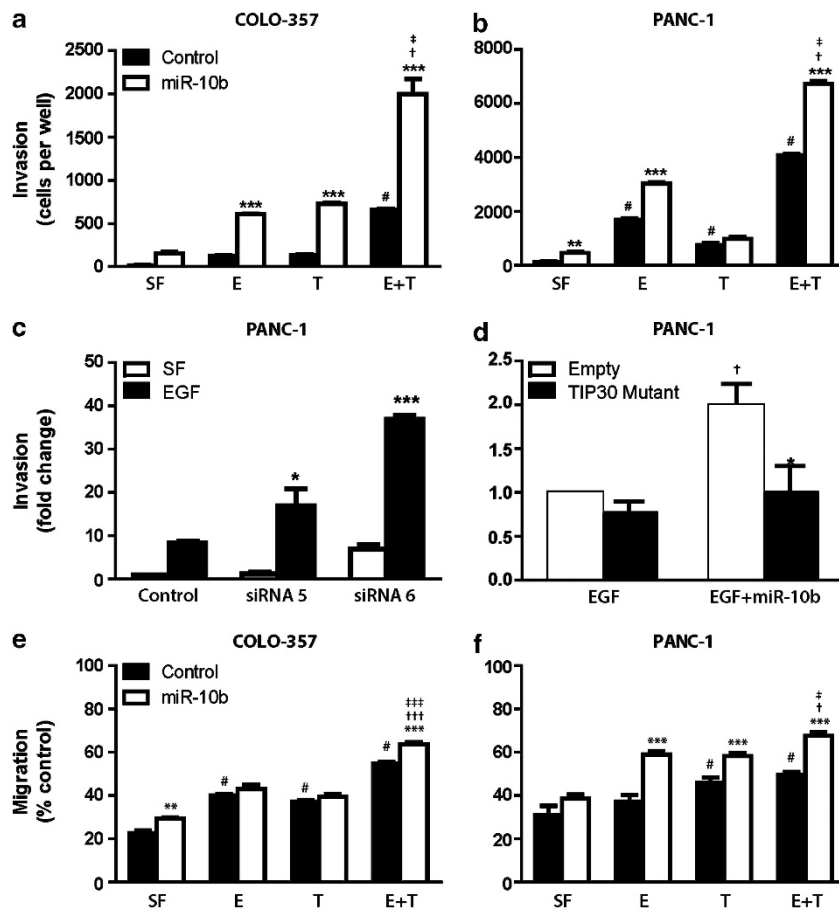 a
COLO-357
Control
miR-10b
Invasion
(cells per well)
2500
2000
1500
1000
500
0
***
***
#
‡
†
***
SF E T E+T
b
PANC-1
8000
6000
4000
2000
0
**
#
***
#
#
‡
†
***
SF E T E+T
c
PANC-1
SF
EGF
Invasion
(fold change)
50
40
30
20
10
0
*
***
Control siRNA 5 siRNA 6
d
PANC-1
Empty
TIP30 Mutant
2.5
2.0
1.5
1.0
0.5
0.0
†
*
EGF EGF+miR-10b
e
COLO-357
Control
miR-10b
Migration
(% control)
100
80
60
40
20
0
**
#
#
#
‡‡‡
†††
***
SF E T E+T
f
PANC-1
100
80
60
40
20
0
***
#
***
#
‡
†
***
SF E T E+T